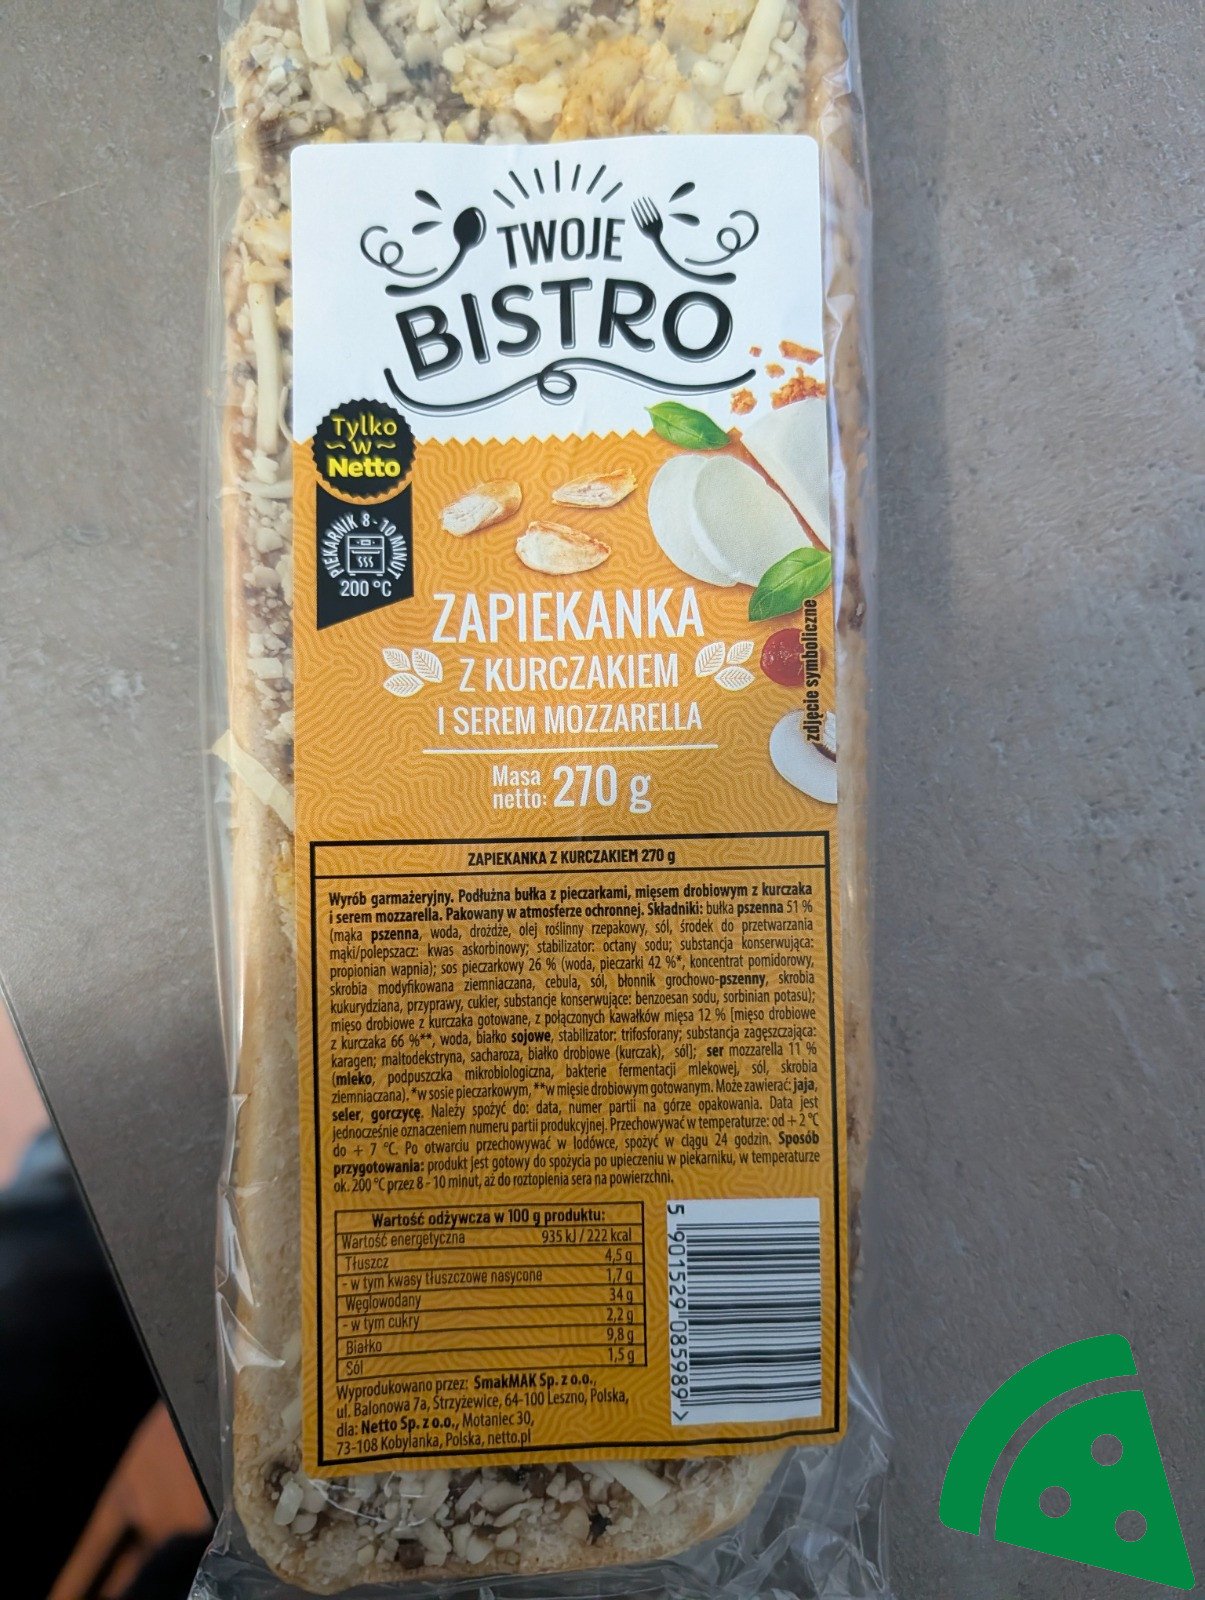 TWOJE
BISTRO
Tylko
w
Netto
PIEKARNIK 8-10 MINUT
200 °C
ZAPIEKANKA
Z KURCZAKIEM
I SEREM MOZZARELLA
Masa
netto: 270 g
zdjęcie symboliczne
ZAPIEKANKA Z KURCZAKIEM 270 g
Wyrób garmażeryjny. Podłużna bułka z pieczarkami, mięsem drobiowym z kurczaka
i serem mozzarella. Pakowany w atmosferze ochronnej. Składniki: bułka pszenna 51 %
(mąka pszenna, woda, drożdże, olej roślinny rzepakowy, sól, środek do przetwarzania
mąki/polepszacz: kwas askorbinowy; stabilizator: octany sodu; substancja konserwująca:
propionian wapnia); sos pieczarkowy 26 % (woda, pieczarki 42 %*, koncentrat pomidorowy,
skrobia modyfikowana ziemniaczana, cebula, sól, błonnik grochowo-pszenny, skrobia
kukurydziana, przyprawy, cukier, substancje konserwujące: benzoesan sodu, sorbinian potasu);
mięso drobiowe z kurczaka gotowane, z połączonych kawałków mięsa 12 % [mięso drobiowe
z kurczaka 66 %**, woda, białko sojowe, stabilizator: trifosforany; substancja zagęszczająca:
karagen; maltodekstryna, sacharoza, białko drobiowe (kurczak), sól]; ser mozzarella 11 %
(mleko, podpuszczka mikrobiologiczna, bakterie fermentacji mlekowej, sól, skrobia
ziemniaczana). *w sosie pieczarkowym, **w mięsie drobiowym gotowanym. Może zawierać: jaja,
seler, gorczycę. Należy spożyć do: data, numer partii na górze opakowania. Data jest
jednocześnie oznaczeniem numeru partii produkcyjnej. Przechowywać w temperaturze: od + 2 °C
do + 7 °C. Po otwarciu przechowywać w lodówce, spożyć w ciągu 24 godzin. Sposób
przygotowania: produkt jest gotowy do spożycia po upieczeniu w piekarniku, w temperaturze
ok. 200 °C przez 8 - 10 minut, aż do roztopienia sera na powierzchni.
Wartość odżywcza w 100 g produktu:
Wartość energetyczna 935 kJ / 222 kcal
Tłuszcz 4,5 g
- w tym kwasy tłuszczowe nasycone 1,7 g
Węglowodany 34 g
- w tym cukry 2,2 g
Białko 9,8 g
Sól 1,5 g
Wyprodukowano przez: SmakMAK Sp. z o.o.,
ul. Balonowa 7a, Strzyżewice, 64-100 Leszno, Polska,
dla: Netto Sp. z o.o., Motaniec 30,
73-108 Kobylanka, Polska, netto.pl
5 901529 085989 >